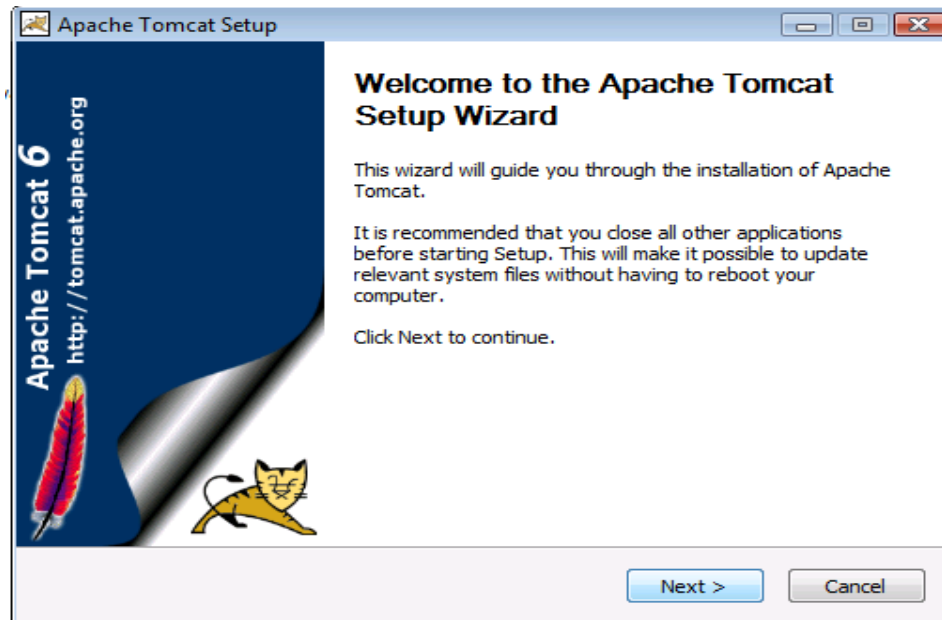 Apache Tomcat Setup
Apache Tomcat 6
http://tomcat.apache.org
Welcome to the Apache Tomcat
Setup Wizard
This wizard will guide you through the installation of Apache
Tomcat.
It is recommended that you close all other applications
before starting Setup. This will make it possible to update
relevant system files without having to reboot your
computer.
Click Next to continue.
Next >
Cancel